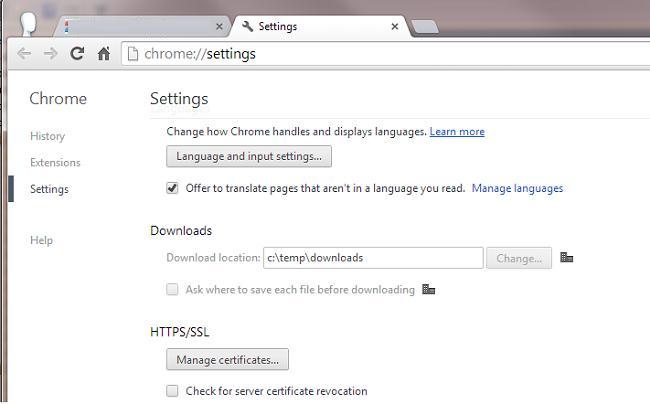 Settings
chrome://settings
Chrome
Settings
History
Extensions
Settings
Help
Change how Chrome handles and displays languages. Learn more
Language and input settings...
Offer to translate pages that aren't in a language you read. Manage languages
Downloads
Download location: c:\temp\downloads Change...
Ask where to save each file before downloading
HTTPS/SSL
Manage certificates...
Check for server certificate revocation